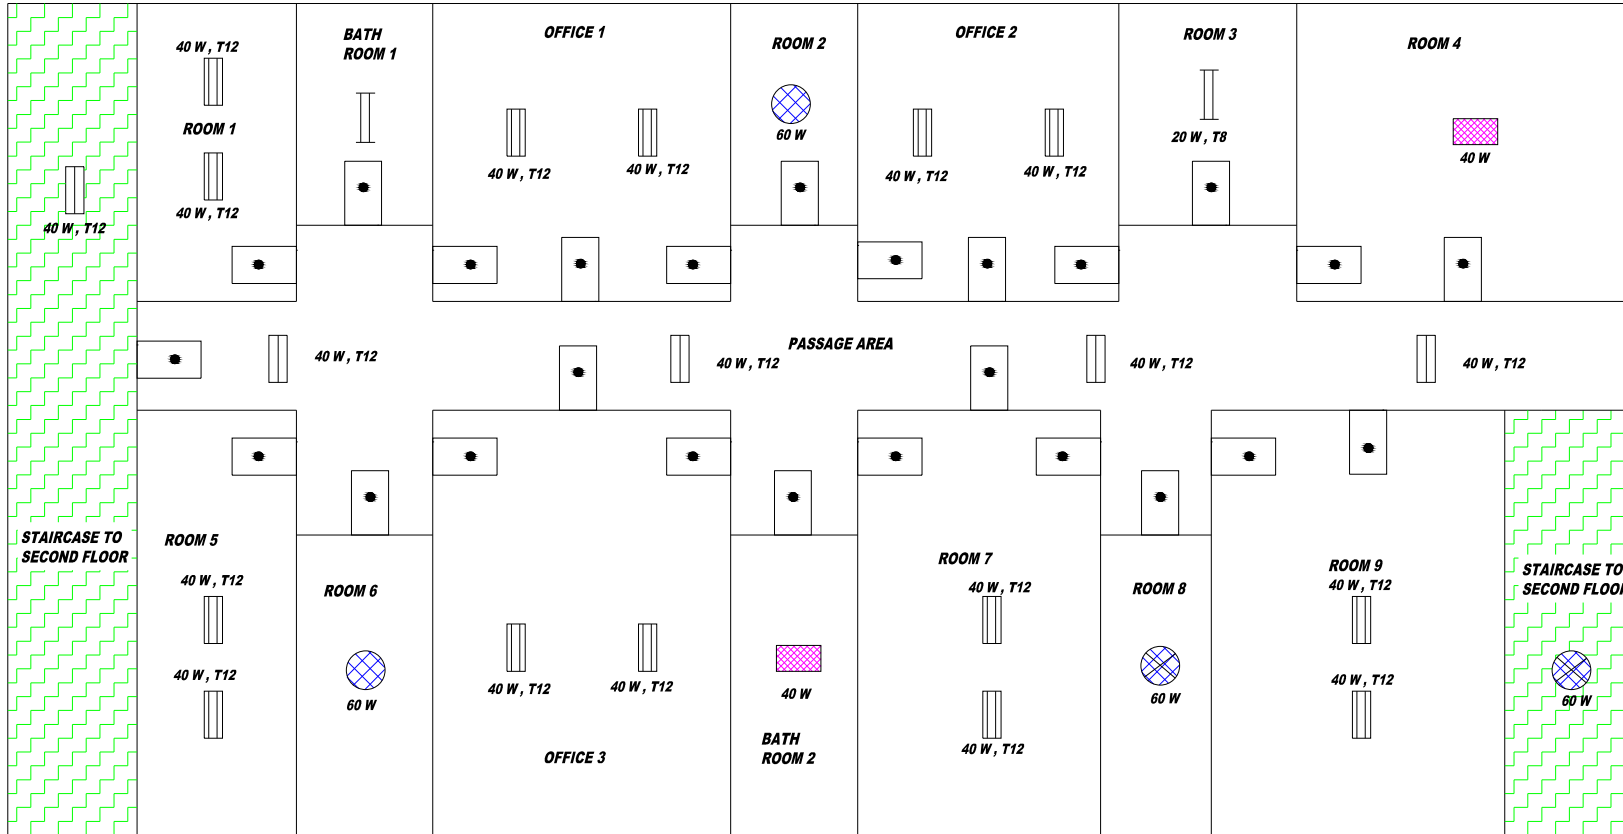 40 W , T12
ROOM 1
40 W , T12
40 W , T12
BATH
ROOM 1
OFFICE 1
40 W , T12
40 W , T12
ROOM 2
60 W
OFFICE 2
40 W , T12
40 W , T12
ROOM 3
20 W , T8
ROOM 4
40 W
40 W , T12
40 W , T12
PASSAGE AREA
40 W , T12
40 W , T12
STAIRCASE TO
SECOND FLOOR
ROOM 5
40 W , T12
40 W , T12
ROOM 6
60 W
40 W , T12
40 W , T12
OFFICE 3
40 W
BATH
ROOM 2
ROOM 7
40 W , T12
40 W , T12
ROOM 8
60 W
ROOM 9
40 W , T12
40 W , T12
STAIRCASE TO
SECOND FLOOR
60 W